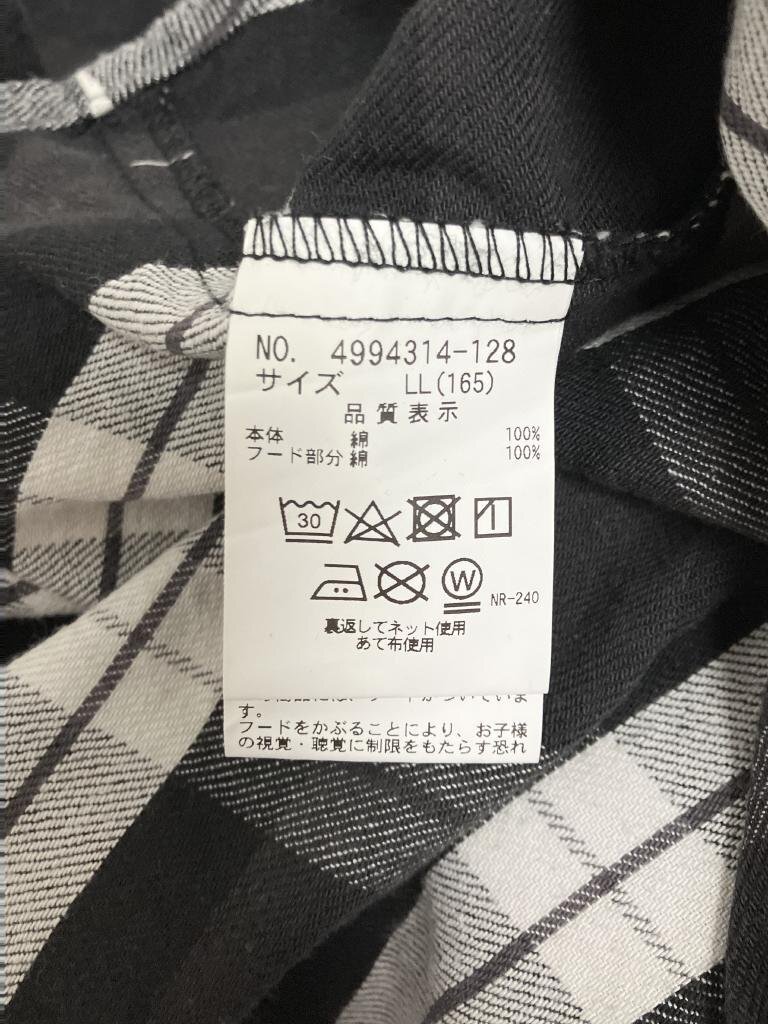 NO. 4994314-128
サイズ LL(165)
品質表示
本体 綿 100%
フード部分 綿 100%
30
W
NR-240
裏返してネット使用
あて布使用
す。
フードをかぶることにより、お子様
の視覚・聴覚に制限をもたらす恐れ